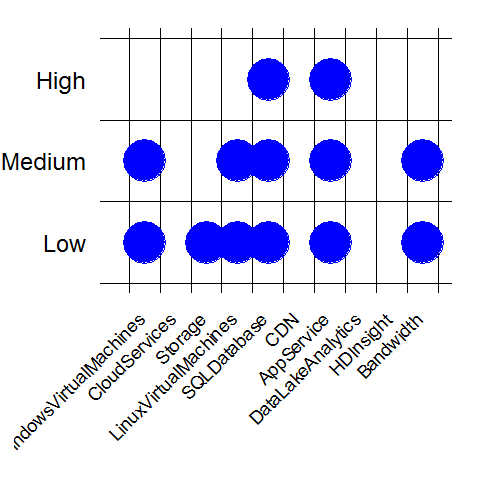 High
Medium
Low
ndowsVirtualMachines
CloudServices
Storage
LinuxVirtualMachines
SQLDatabase
CDN
AppService
DataLakeAnalytics
HDInsight
Bandwidth